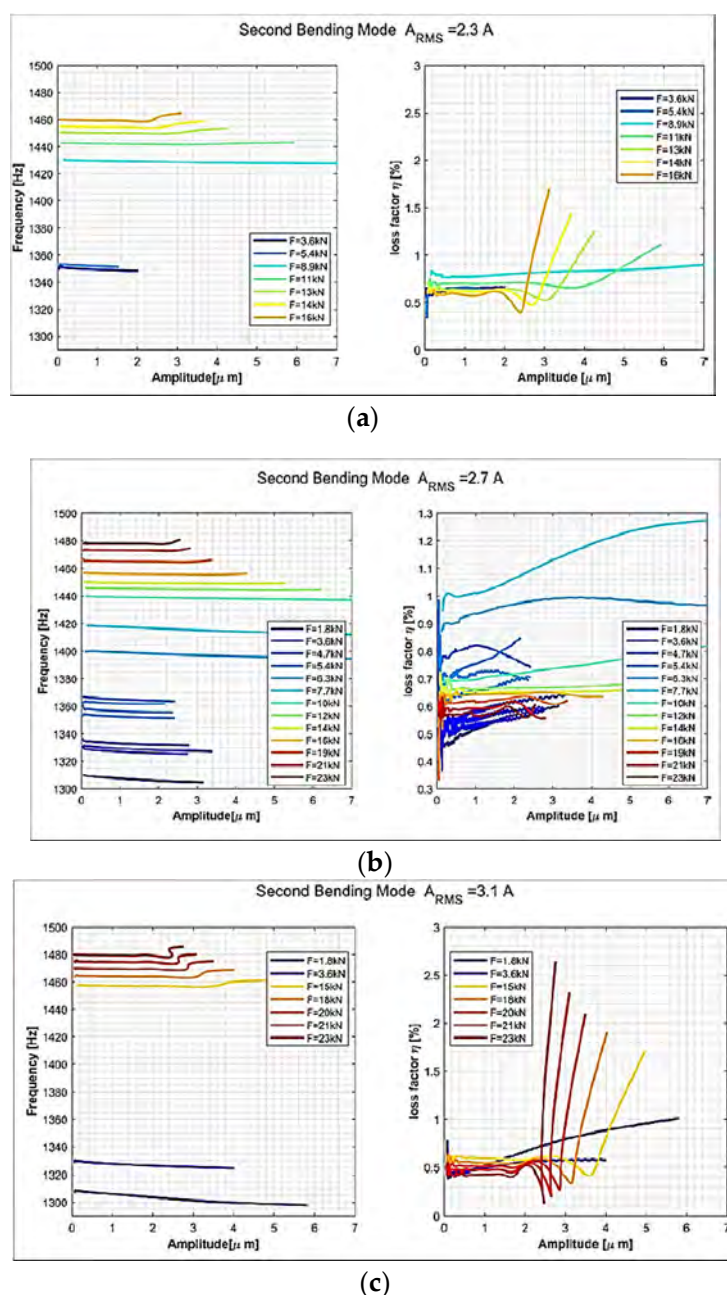 Second Bending Mode A_RMS =2.3 A
1500
1480
1460
1440
1420
1400
1380
1360
1340
1320
1300
Frequency [Hz]
F=3.6kN
F=5.4kN
F=8.9kN
F=11kN
F=13kN
F=14kN
F=16kN
0 1 2 3 4 5 6 7
Amplitude[μ m]
3
2.5
2
1.5
1
0.5
0
loss factor η [%]
F=3.6kN
F=5.4kN
F=8.9kN
F=11kN
F=13kN
F=14kN
F=16kN
0 1 2 3 4 5 6 7
Amplitude [μ m]
(a)
Second Bending Mode A_RMS =2.7 A
1500
1480
1460
1440
1420
1400
1380
1360
1340
1320
1300
Frequency [Hz]
F=1.8kN
F=3.6kN
F=4.7kN
F=5.4kN
F=6.3kN
F=7.7kN
F=10kN
F=12kN
F=14kN
F=16kN
F=19kN
F=21kN
F=23kN
0 1 2 3 4 5 6 7
Amplitude[μ m]
1.3
1.2
1.1
1
0.9
0.8
0.7
0.6
0.5
0.4
0.3
loss factor η [%]
F=1.8kN
F=3.6kN
F=4.7kN
F=5.4kN
F=6.3kN
F=7.7kN
F=10kN
F=12kN
F=14kN
F=16kN
F=19kN
F=21kN
F=23kN
0 1 2 3 4 5 6 7
Amplitude[μ m]
(b)
Second Bending Mode A_RMS =3.1 A
1500
1480
1460
1440
1420
1400
1380
1360
1340
1320
1300
Frequency [Hz]
F=1.8kN
F=3.6kN
F=15kN
F=18kN
F=20kN
F=21kN
F=23kN
0 1 2 3 4 5 6 7
Amplitude[μ m]
3
2.5
2
1.5
1
0.5
0
loss factor η [%]
F=1.8kN
F=3.6kN
F=15kN
F=18kN
F=20kN
F=21kN
F=23kN
0 1 2 3 4 5 6 7
Amplitude[μ m]
(c)